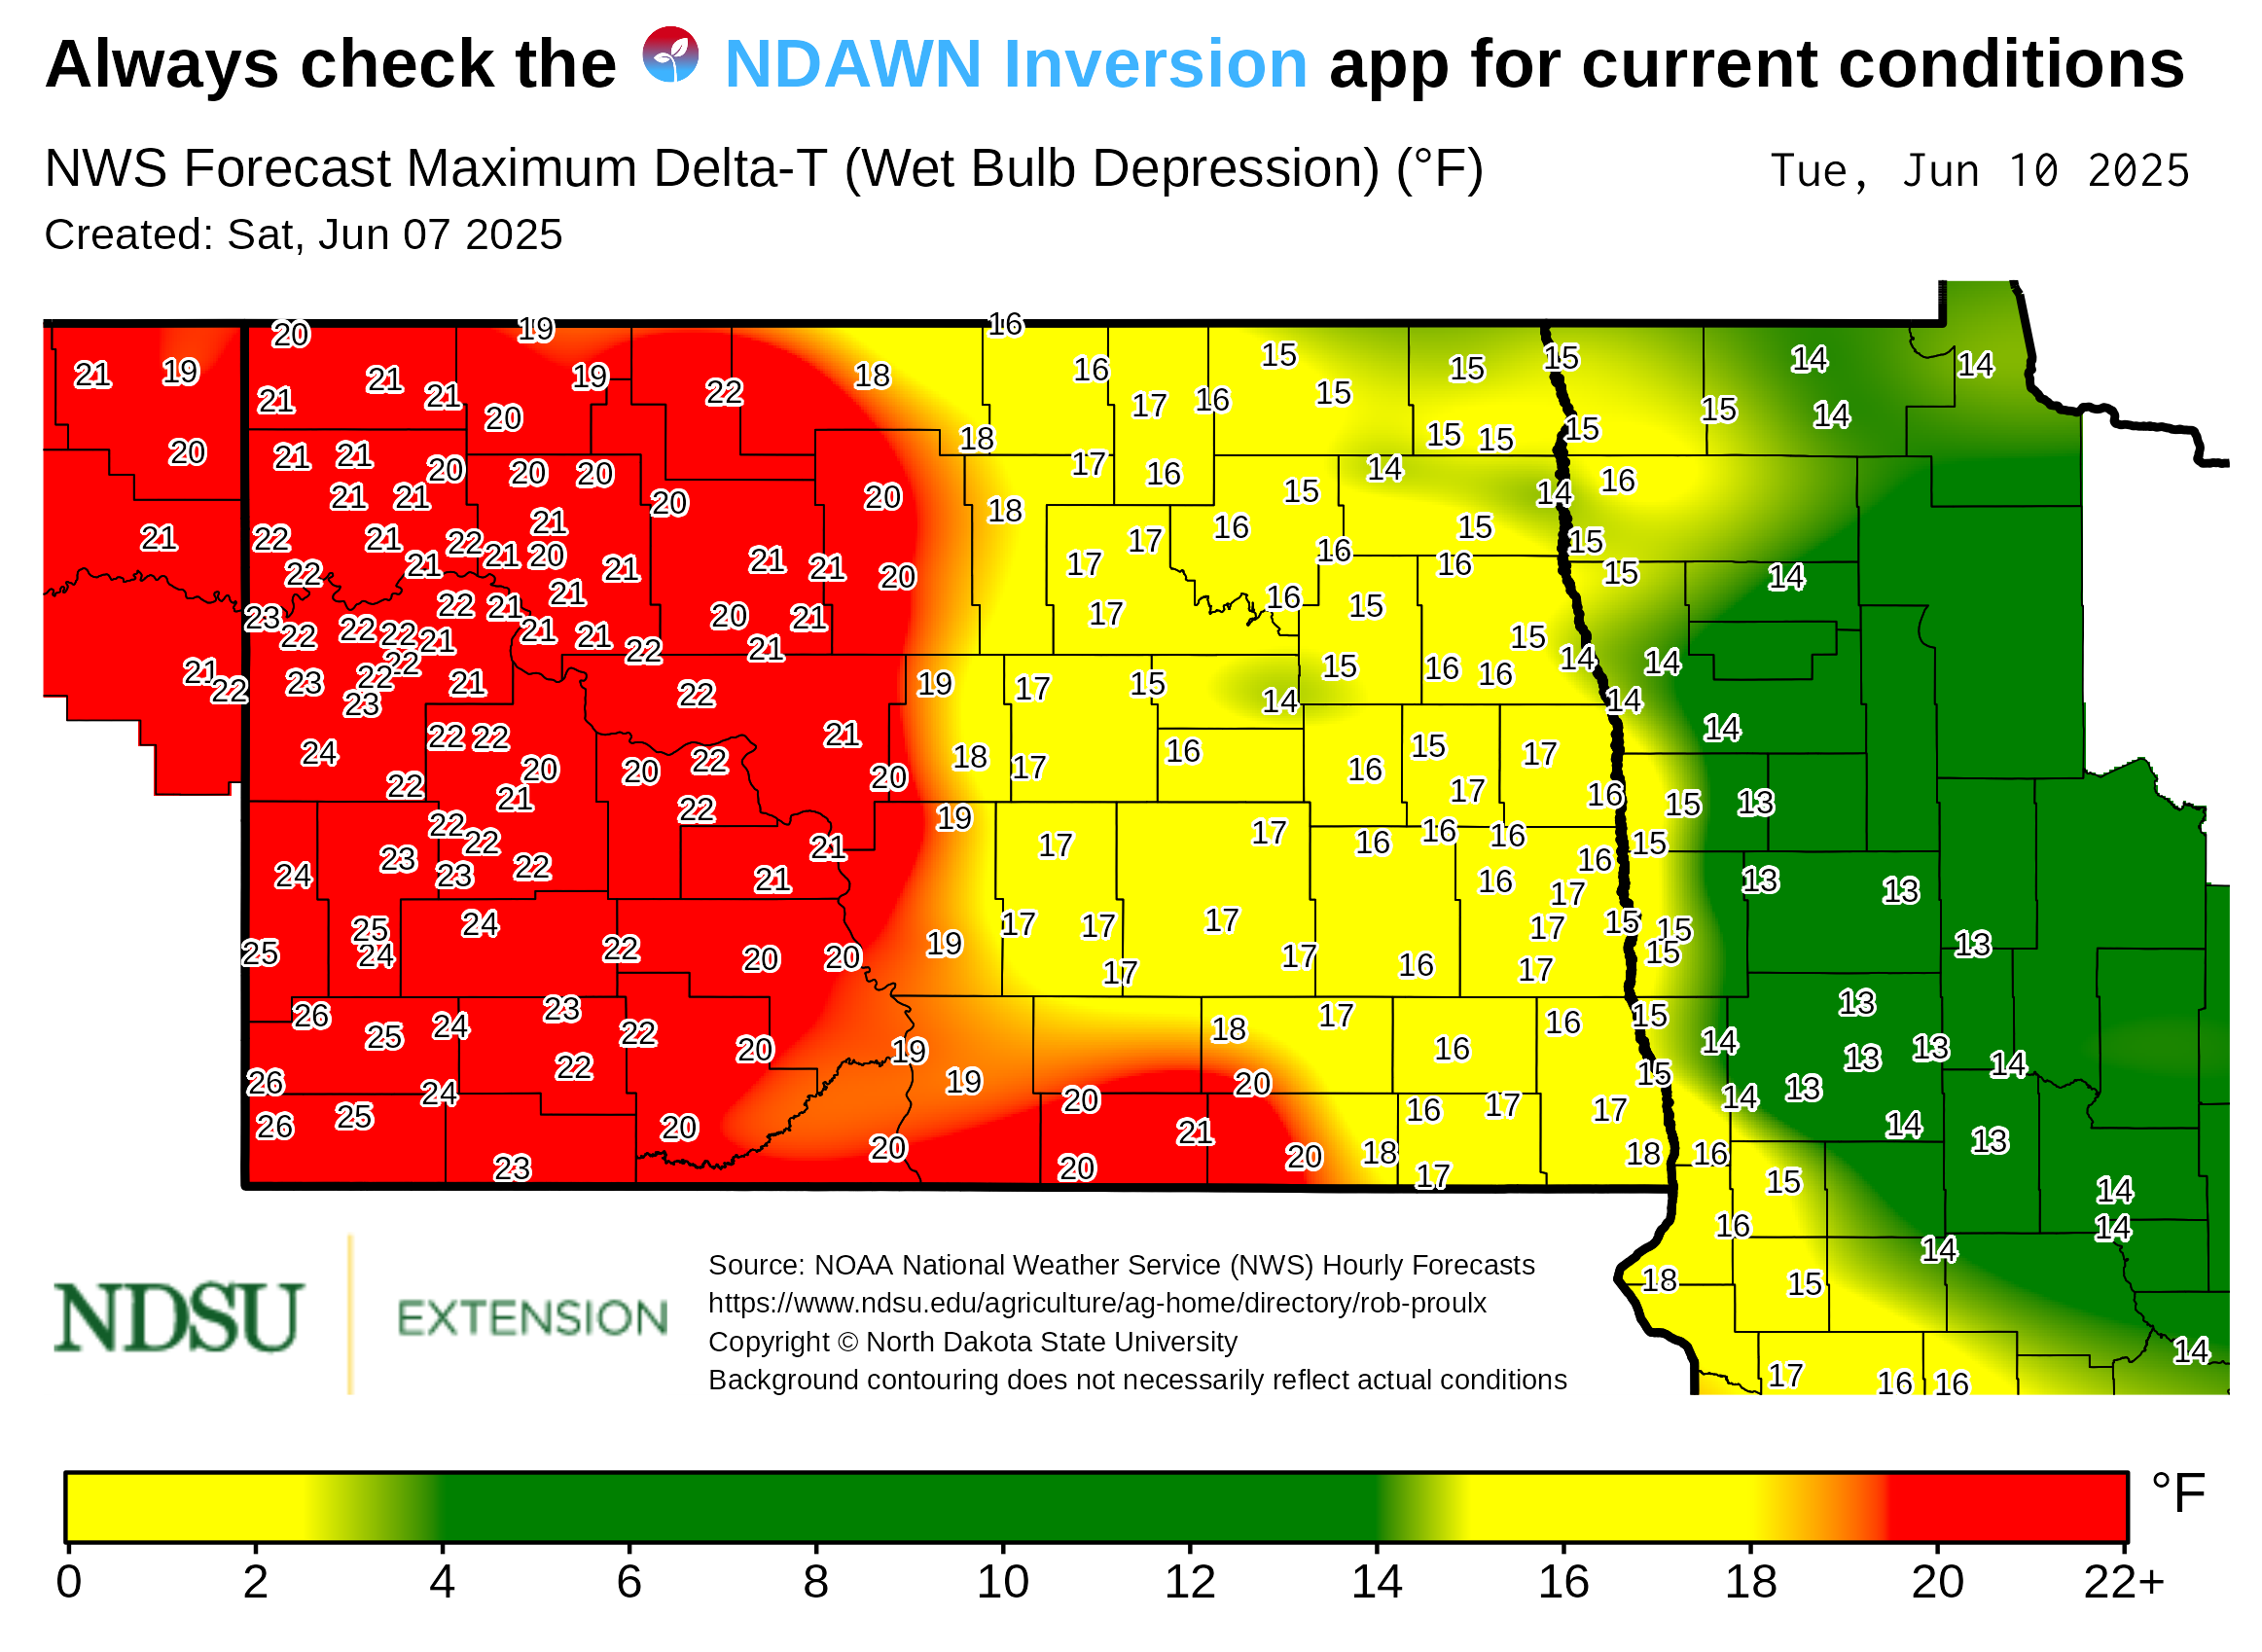 Always check the NDAWN Inversion app for current conditions
NWS Forecast Maximum Delta-T (Wet Bulb Depression) (°F)
Tue, Jun 10 2025
Created: Sat, Jun 07 2025
20 19 16
15 15 15 14 14
21 19 21 19 18 16
21 21 22 17 16 15 15 14
20 18 15 15 15
20 21 21 20 20 20 17 16 14
21 21 20 20 18 15 14 16
21 22 21 22 21 21 20 17 16 15 15
22 21 21 21 21 20 17 16 16 15 14
23 22 21 21 20 21 17 16 15
22 22 22 21 21 21 22 21 15
21 22 22 15 16 16 14 14
22 23 23 21 22 19 17 15 14 14
24 22 22 21 18 16 15 17 14
22 20 21 20 22 20 17 16 17 16 15 13
22 22 22 21 19 17 17 16 16 16 15
24 23 23 22 21 16 17 13 13
25 24 22 17 17 17 17 15 15
25 24 20 20 19 17 17 16 17 15 13
26 25 24 23 22 18 17 16 15 13
26 22 20 19 19 20 16 15 14 13 13 14
26 25 24 20 20 16 17 17 14 13 14
23 20 21 20 20 18 17 18 16 15 13 14
16 14 14
18 15
17 16 16 14
NDSU EXTENSION
Source: NOAA National Weather Service (NWS) Hourly Forecasts
https://www.ndsu.edu/agriculture/ag-home/directory/rob-proulx
Copyright © North Dakota State University
Background contouring does not necessarily reflect actual conditions
°F
0 2 4 6 8 10 12 14 16 18 20 22+